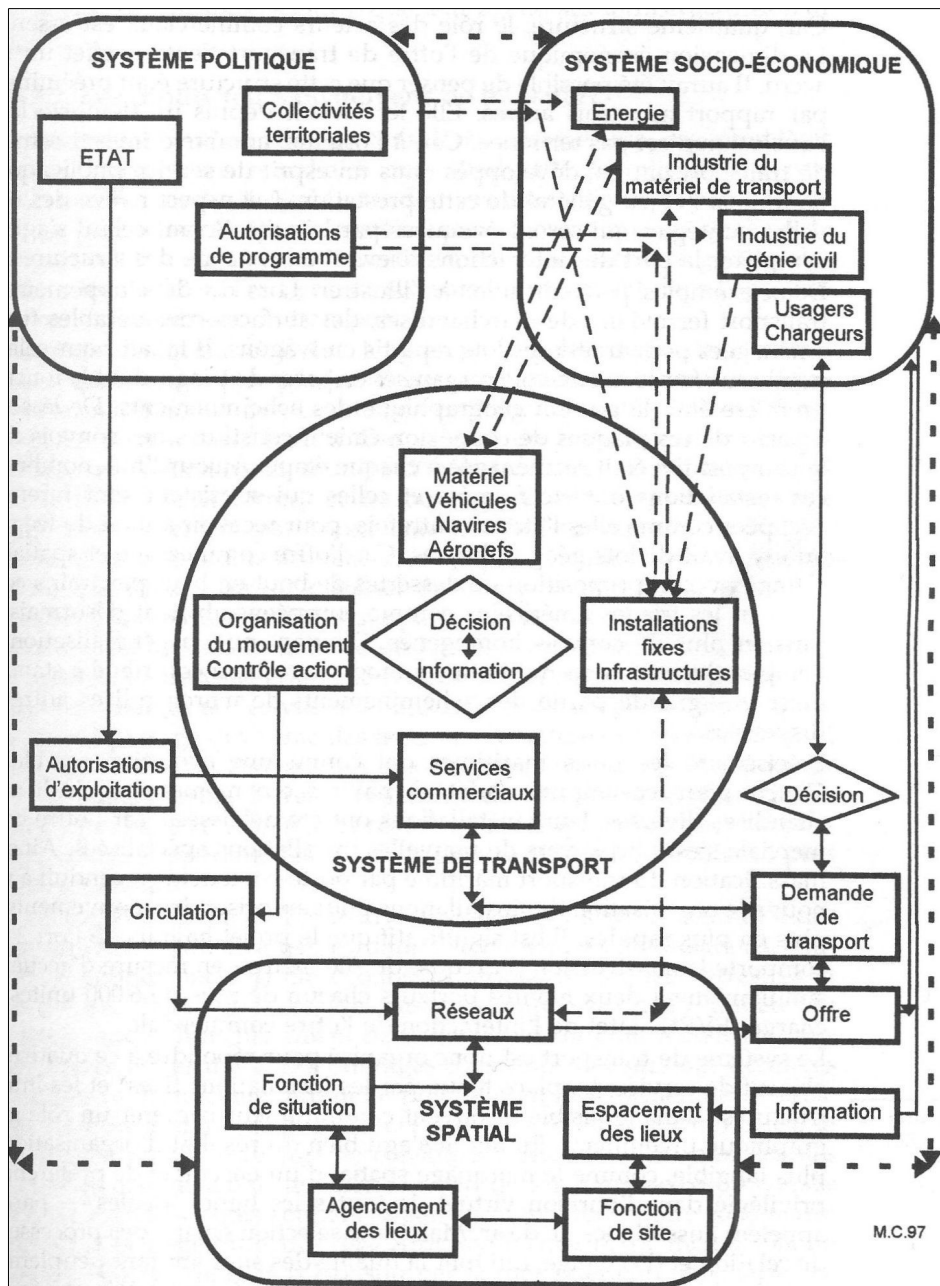 SYSTÈME POLITIQUE
SYSTÈME SOCIO-ÉCONOMIQUE
Collectivités
territoriales
Energie
ETAT
Industrie du
matériel de transport
Autorisations
de programme
Industrie du
génie civil
Usagers
Chargeurs
Matériel
Véhicules
Navires
Aéronefs
Organisation
du mouvement
Contrôle action
Décision
Information
Installations
fixes
Infrastructures
Autorisations
d'exploitation
Services
commerciaux
Décision
SYSTÈME DE TRANSPORT
Circulation
Demande
de
transport
Réseaux
Offre
Fonction
de situation
SYSTÈME
SPATIAL
Espacement
des lieux
Information
Agencement
des lieux
Fonction
de site
M.C.97